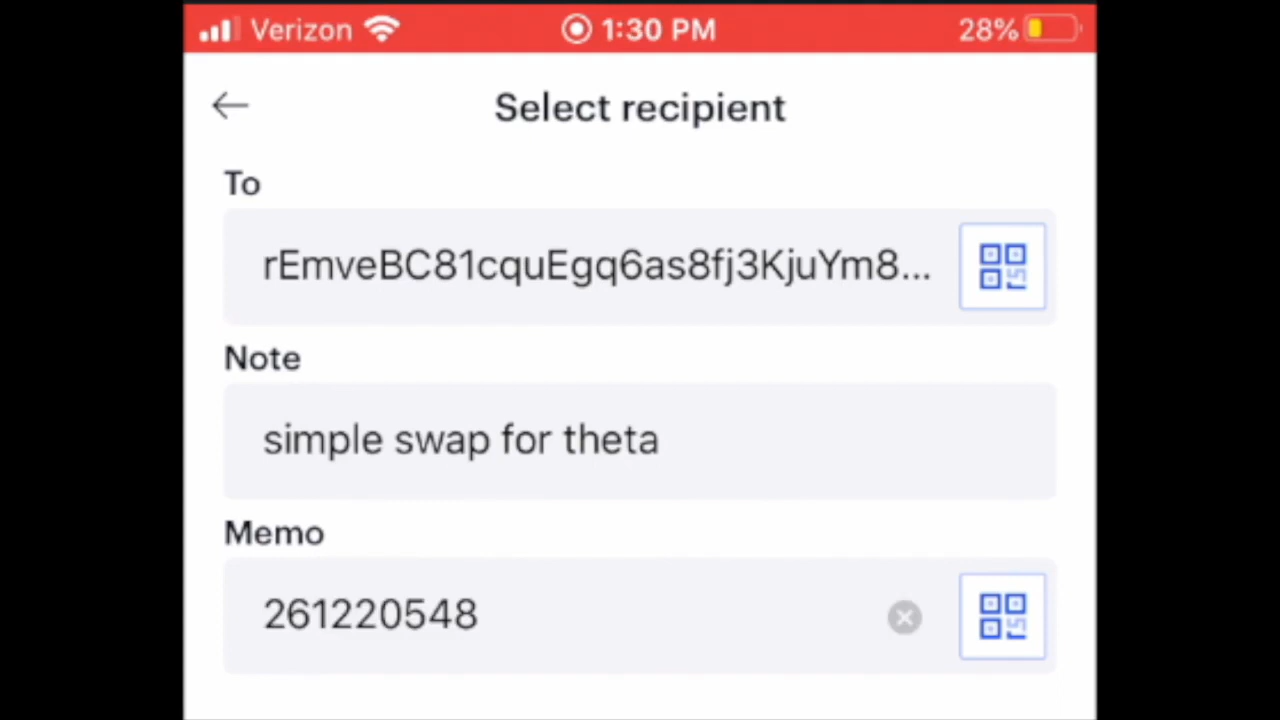 Verizon 1:30 PM 28%
Select recipient
To
rEmveBC81cquEgq6as8fj3KjuYm8...
Note
simple swap for theta
Memo
261220548